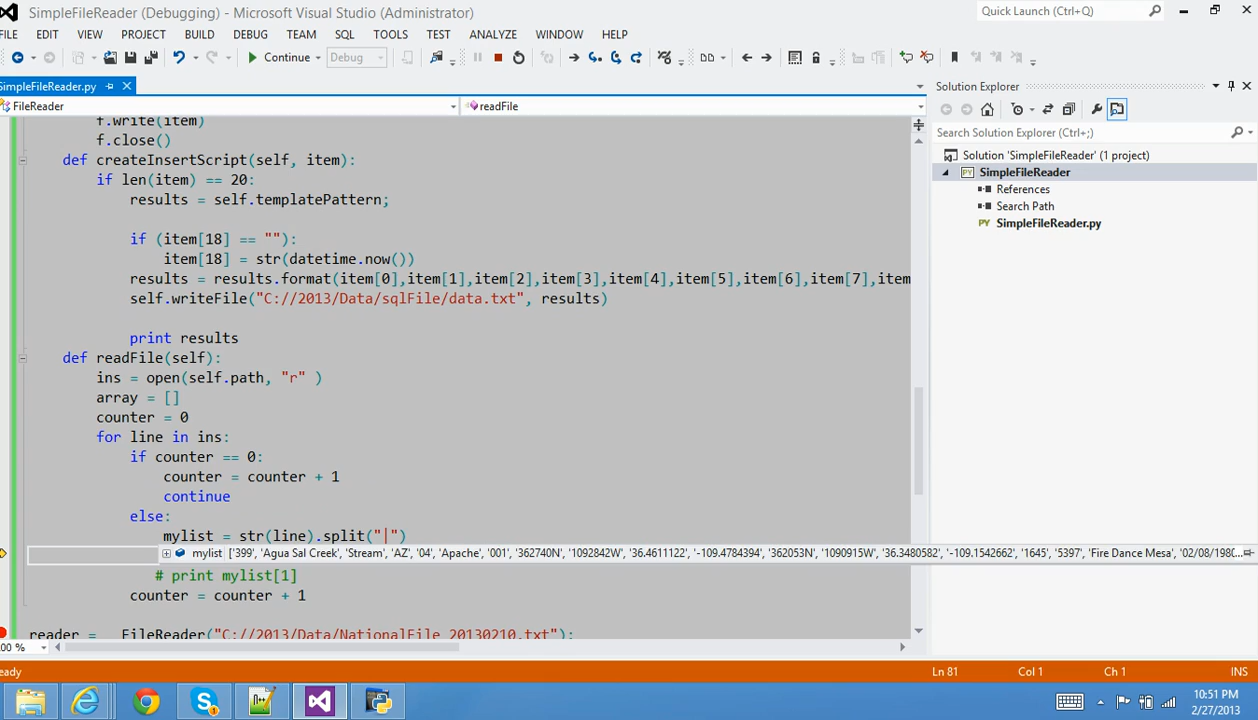 SimpleFileReader (Debugging) - Microsoft Visual Studio (Administrator)
Quick Launch (Ctrl+Q)
FILE EDIT VIEW PROJECT BUILD DEBUG TEAM SQL TOOLS TEST ANALYZE WINDOW HELP
Continue Debug
SimpleFileReader.py
Solution Explorer
FileReader
readFile
f.write(item)
f.close()
Search Solution Explorer (Ctrl+;)
def createInsertScript(self, item):
Solution 'SimpleFileReader' (1 project)
if len(item) == 20:
SimpleFileReader
results = self.templatePattern;
References
Search Path
SimpleFileReader.py
if (item[18] == ""):
item[18] = str(datetime.now())
results = results.format(item[0],item[1],item[2],item[3],item[4],item[5],item[6],item[7],item
self.writeFile("C://2013/Data/sqlFile/data.txt", results)
print results
def readFile(self):
ins = open(self.path, "r" )
array = []
counter = 0
for line in ins:
if counter == 0:
counter = counter + 1
continue
else:
mylist = str(line).split("|")
mylist ['399', 'Agua Sal Creek', 'Stream', 'AZ', '04', 'Apache', '001', '362740N', '1092842W', '36.4611122', '-109.4784394', '362053N', '1090915W', '36.3480582', '-109.1542662', '1645', '5397', 'Fire Dance Mesa', '02/08/1980...
# print mylist[1]
counter = counter + 1
reader = FileReader("C://2013/Data/NationalFile_20130210.txt");
00 %
eady
Ln 81 Col 1 Ch 1 INS
10:51 PM
2/27/2013